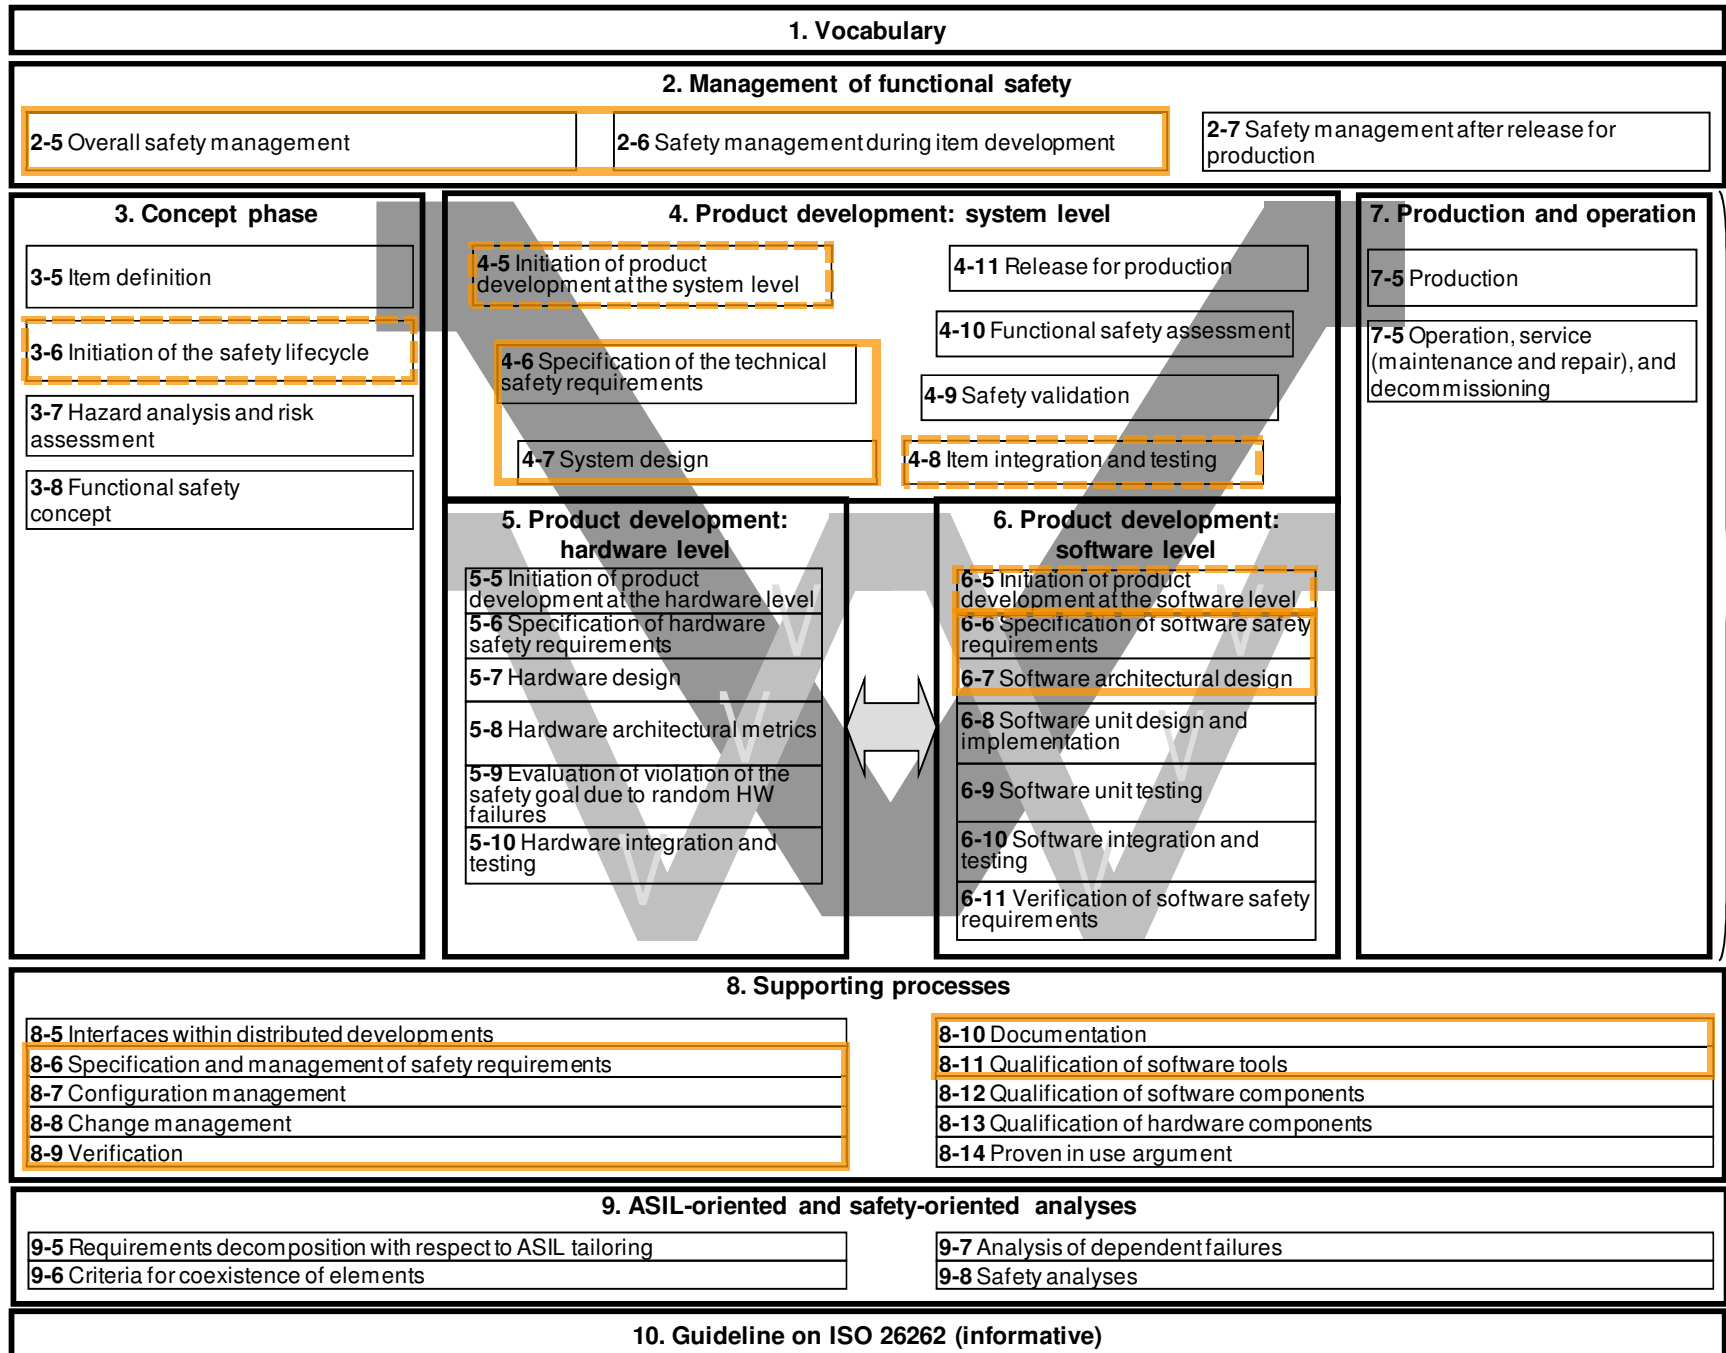 1. Vocabulary
2. Management of functional safety
2-5 Overall safety management
2-6 Safety management during item development
2-7 Safety management after release for
production
3. Concept phase
3-5 Item definition
3-6 Initiation of the safety lifecycle
3-7 Hazard analysis and risk
assessment
3-8 Functional safety
concept
4. Product development: system level
4-5 Initiation of product
development at the system level
4-6 Specification of the technical
safety requirements
4-7 System design
4-11 Release for production
4-10 Functional safety assessment
4-9 Safety validation
4-8 Item integration and testing
7. Production and operation
7-5 Production
7-5 Operation, service
(maintenance and repair), and
decommissioning
5. Product development:
hardware level
5-5 Initiation of product
development at the hardware level
5-6 Specification of hardware
safety requirements
5-7 Hardware design
5-8 Hardware architectural metrics
5-9 Evaluation of violation of the
safety goal due to random HW
failures
5-10 Hardware integration and
testing
6. Product development:
software level
6-5 Initiation of product
development at the software level
6-6 Specification of software safety
requirements
6-7 Software architectural design
6-8 Software unit design and
implementation
6-9 Software unit testing
6-10 Software integration and
testing
6-11 Verification of software safety
requirements
8. Supporting processes
8-5 Interfaces within distributed developments
8-6 Specification and management of safety requirements
8-7 Configuration management
8-8 Change management
8-9 Verification
8-10 Documentation
8-11 Qualification of software tools
8-12 Qualification of software components
8-13 Qualification of hardware components
8-14 Proven in use argument
9. ASIL-oriented and safety-oriented analyses
9-5 Requirements decomposition with respect to ASIL tailoring
9-6 Criteria for coexistence of elements
9-7 Analysis of dependent failures
9-8 Safety analyses
10. Guideline on ISO 26262 (informative)